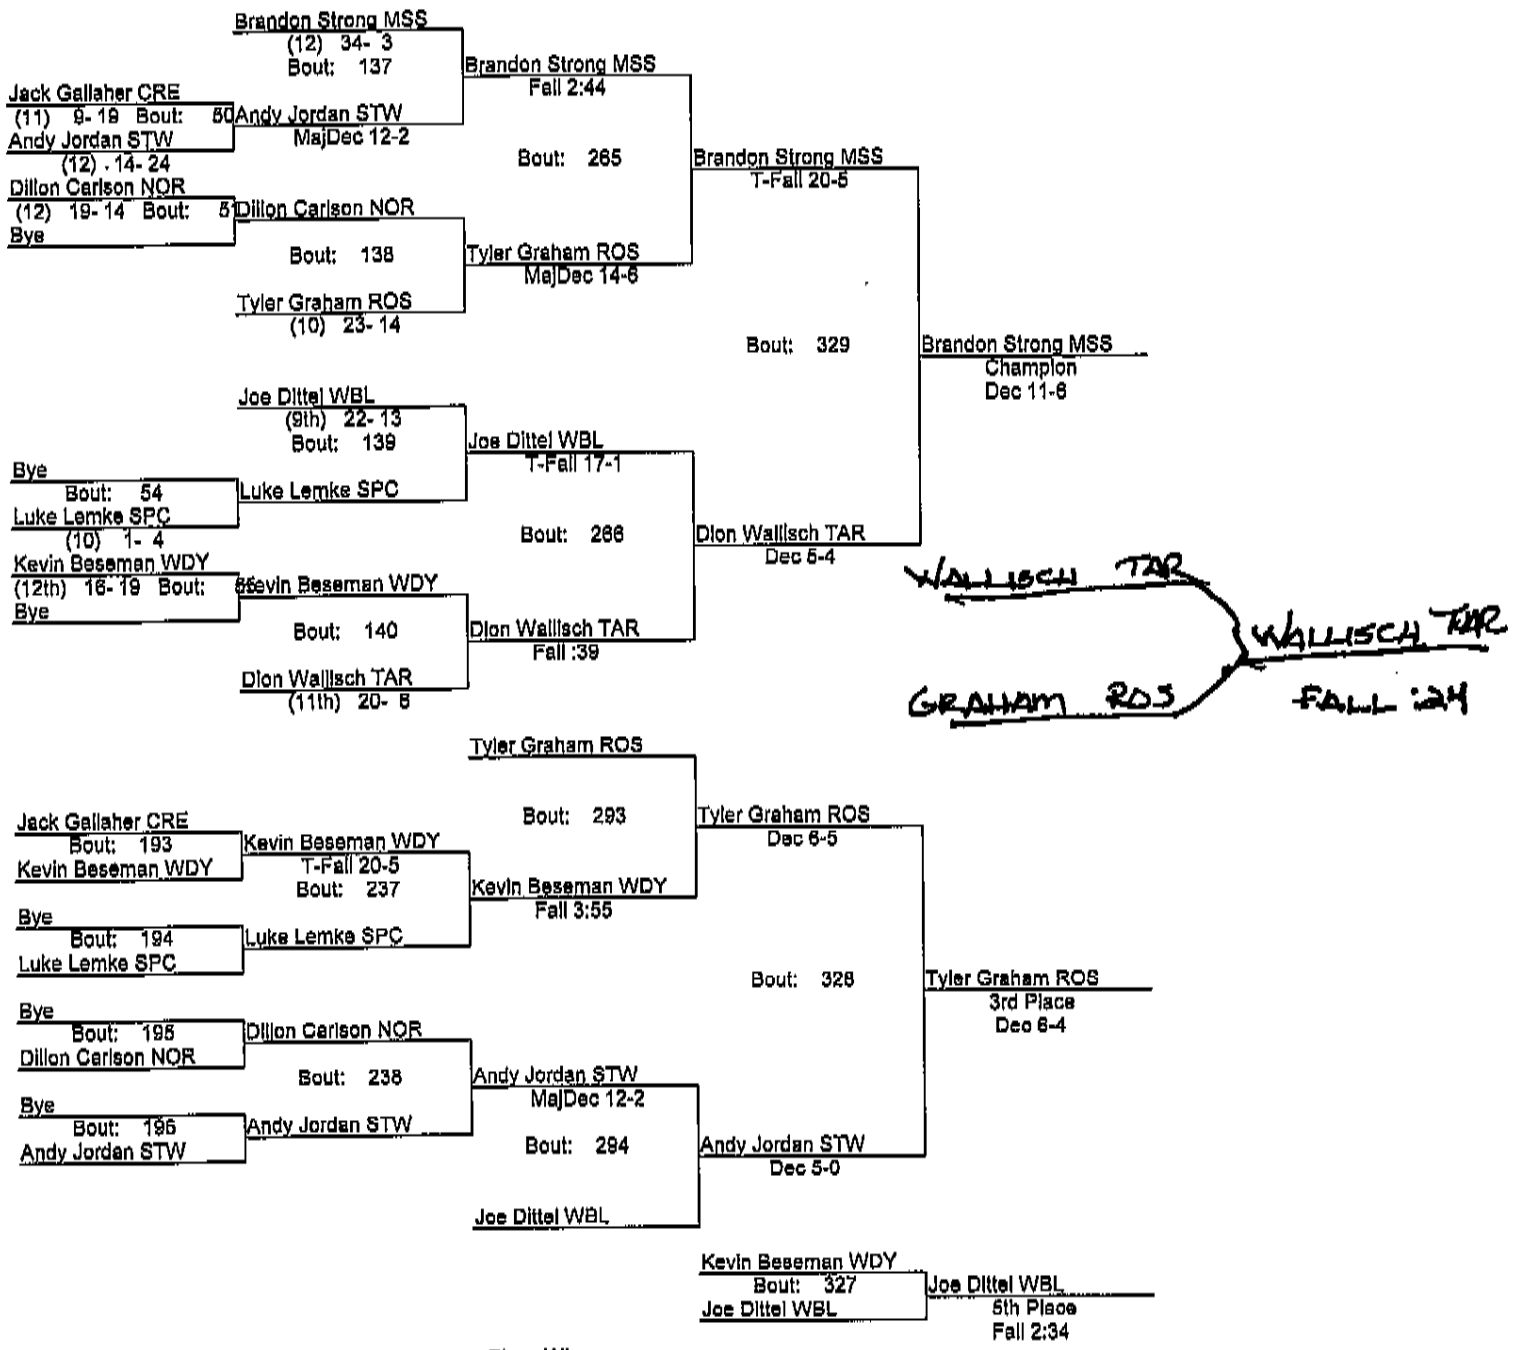 Brandon Strong MSS
(12) 34- 3
Bout: 137
Brandon Strong MSS
Fall 2:44
Jack Gallaher CRE
(11) 9- 19 Bout: 50
Andy Jordan STW
MajDec 12-2
Andy Jordan STW
(12) . 14- 24
Bout: 265
Brandon Strong MSS
T-Fall 20-5
Dillon Carlson NOR
(12) 19- 14 Bout: 51
Dillon Carlson NOR
Bye
Bout: 138
Tyler Graham ROS
MajDec 14-6
Tyler Graham ROS
(10) 23- 14
Bout: 329
Brandon Strong MSS
Champion
Dec 11-6
Joe Dittel WBL
(9th) 22- 13
Bout: 139
Joe Dittel WBL
T-Fall 17-1
Bye
Bout: 54
Luke Lemke SPC
Luke Lemke SPC
(10) 1- 4
Bout: 266
Dion Wallisch TAR
Dec 5-4
Kevin Beseman WDY
(12th) 16- 19 Bout:
Kevin Beseman WDY
Bye
Bout: 140
Dion Wallisch TAR
Fall :39
Dion Wallisch TAR
(11th) 20- 6
WALLISCH TAR
WALLISCH TAR
GRAHAM ROS
FALL :24
Tyler Graham ROS
Bout: 293
Tyler Graham ROS
Dec 6-5
Jack Gallaher CRE
Bout: 193
Kevin Beseman WDY
Kevin Beseman WDY
T-Fall 20-5
Bout: 237
Kevin Beseman WDY
Fall 3:55
Bye
Bout: 194
Luke Lemke SPC
Luke Lemke SPC
Bout: 328
Tyler Graham ROS
3rd Place
Dec 6-4
Bye
Bout: 195
Dillon Carlson NOR
Dillon Carlson NOR
Bout: 238
Andy Jordan STW
MajDec 12-2
Bye
Bout: 196
Andy Jordan STW
Andy Jordan STW
Bout: 294
Andy Jordan STW
Dec 5-0
Joe Dittel WBL
Kevin Beseman WDY
Bout: 327
Joe Dittel WBL
Joe Dittel WBL
5th Place
Fall 2:34